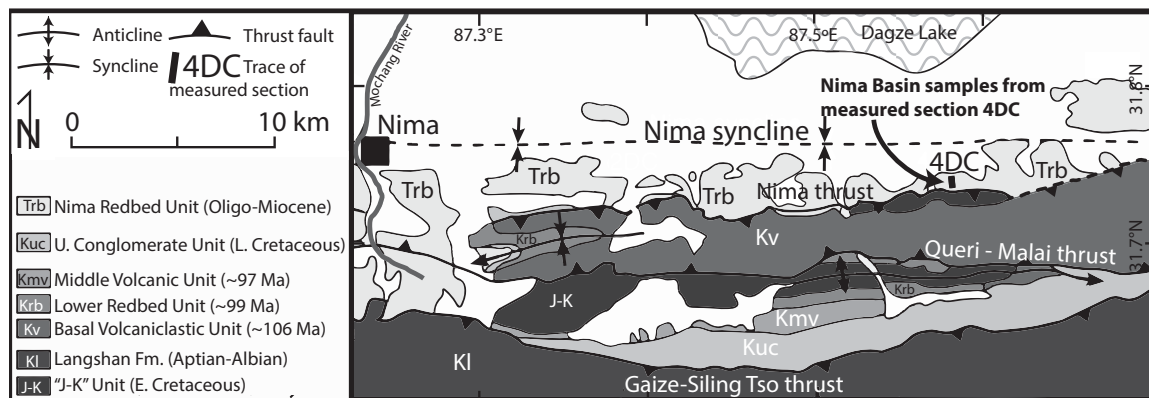 Anticline
Thrust fault
Syncline
4DC Trace of
measured section
N
0 10 km
Trb Nima Redbed Unit (Oligo-Miocene)
Kuc U. Conglomerate Unit (L. Cretaceous)
Kmv Middle Volcanic Unit (~97 Ma)
Krb Lower Redbed Unit (~99 Ma)
Kv Basal Volcaniclastic Unit (~106 Ma)
Kl Langshan Fm. (Aptian-Albian)
J-K "J-K" Unit (E. Cretaceous)
Mochang River
87.3°E
87.5°E
Dagze Lake
31.8°N
Nima Basin samples from
measured section 4DC
Nima
Nima syncline
4DC
Trb
Trb
Trb
Trb
Nima thrust
Krb
Kv
31.7°N
Queri - Malai thrust
J-K
Krb
Kmv
Kuc
Kl
Gaize-Siling Tso thrust